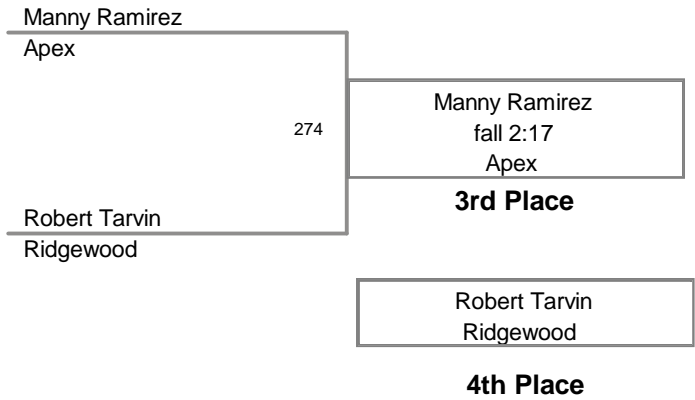 Manny Ramirez
Apex
274
Manny Ramirez
fall 2:17
Apex
3rd Place
Robert Tarvin
Ridgewood
Robert Tarvin
Ridgewood
4th Place